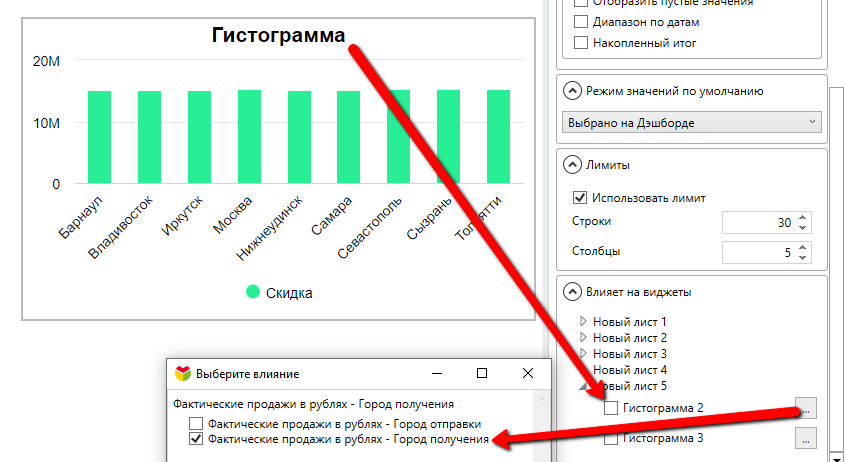 Гистограмма
20M
10M
0
Барнаул
Владивосток
Иркутск
Москва
Нижнеудинск
Самара
Севастополь
Сызрань
Тольятти
Скидка
Отобразить пустые значения
Диапазон по датам
Накопленный итог
Режим значений по умолчанию
Выбрано на Дэшборде
Лимиты
Использовать лимит
Строки 30
Столбцы 5
Влияет на виджеты
Новый лист 1
Новый лист 2
Новый лист 3
Новый лист 4
Новый лист 5
Гистограмма 2 ...
Гистограмма 3 ...
Выберите влияние
Фактические продажи в рублях - Город получения
Фактические продажи в рублях - Город отправки
Фактические продажи в рублях - Город получения